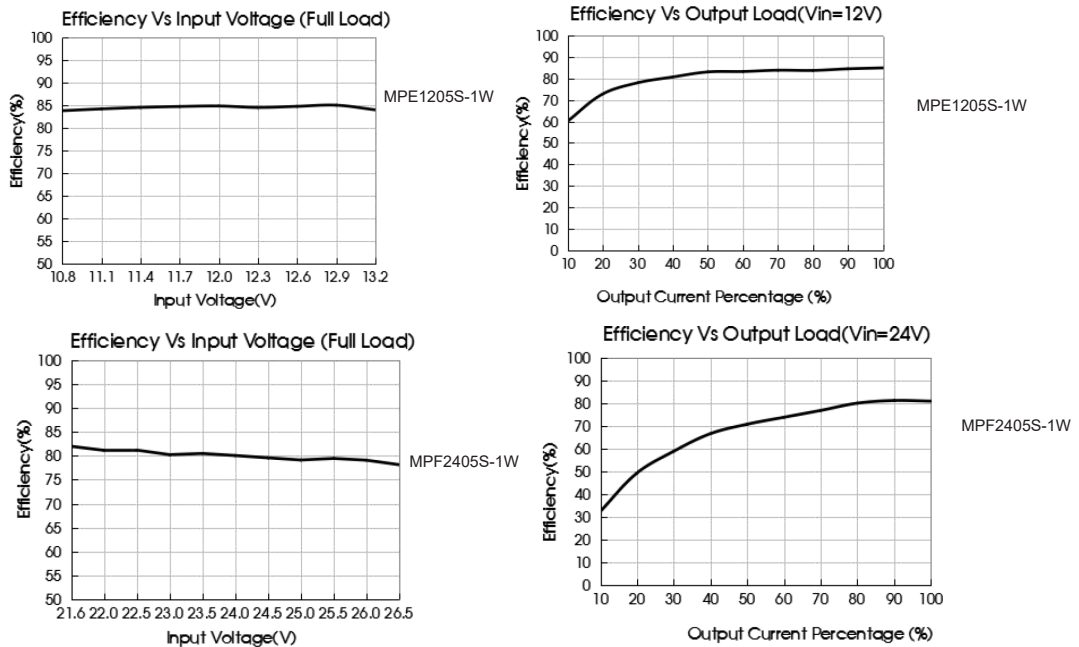 Efficiency Vs Input Voltage (Full Load)
100
95
90
85
80
75
70
65
60
55
50
Efficiency(%)
10.8 11.1 11.4 11.7 12.0 12.3 12.6 12.9 13.2
Input Voltage(V)
MPE1205S-1W
Efficiency Vs Output Load(Vin=12V)
100
90
80
70
60
50
40
30
20
10
0
Efficiency(%)
10 20 30 40 50 60 70 80 90 100
Output Current Percentage (%)
MPE1205S-1W
Efficiency Vs Input Voltage (Full Load)
100
95
90
85
80
75
70
65
60
55
50
Efficiency(%)
21.6 22.0 22.5 23.0 23.5 24.0 24.5 25.0 25.5 26.0 26.5
Input Voltage(V)
MPF2405S-1W
Efficiency Vs Output Load(Vin=24V)
100
90
80
70
60
50
40
30
20
10
0
Efficiency(%)
10 20 30 40 50 60 70 80 90 100
Output Current Percentage (%)
MPF2405S-1W